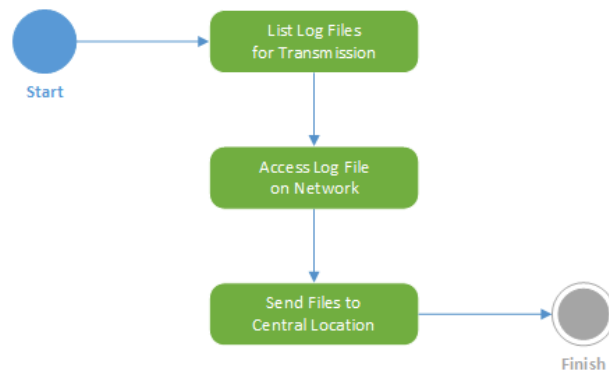 List Log Files
for Transmission
Start
Access Log File
on Network
Send Files to
Central Location
Finish